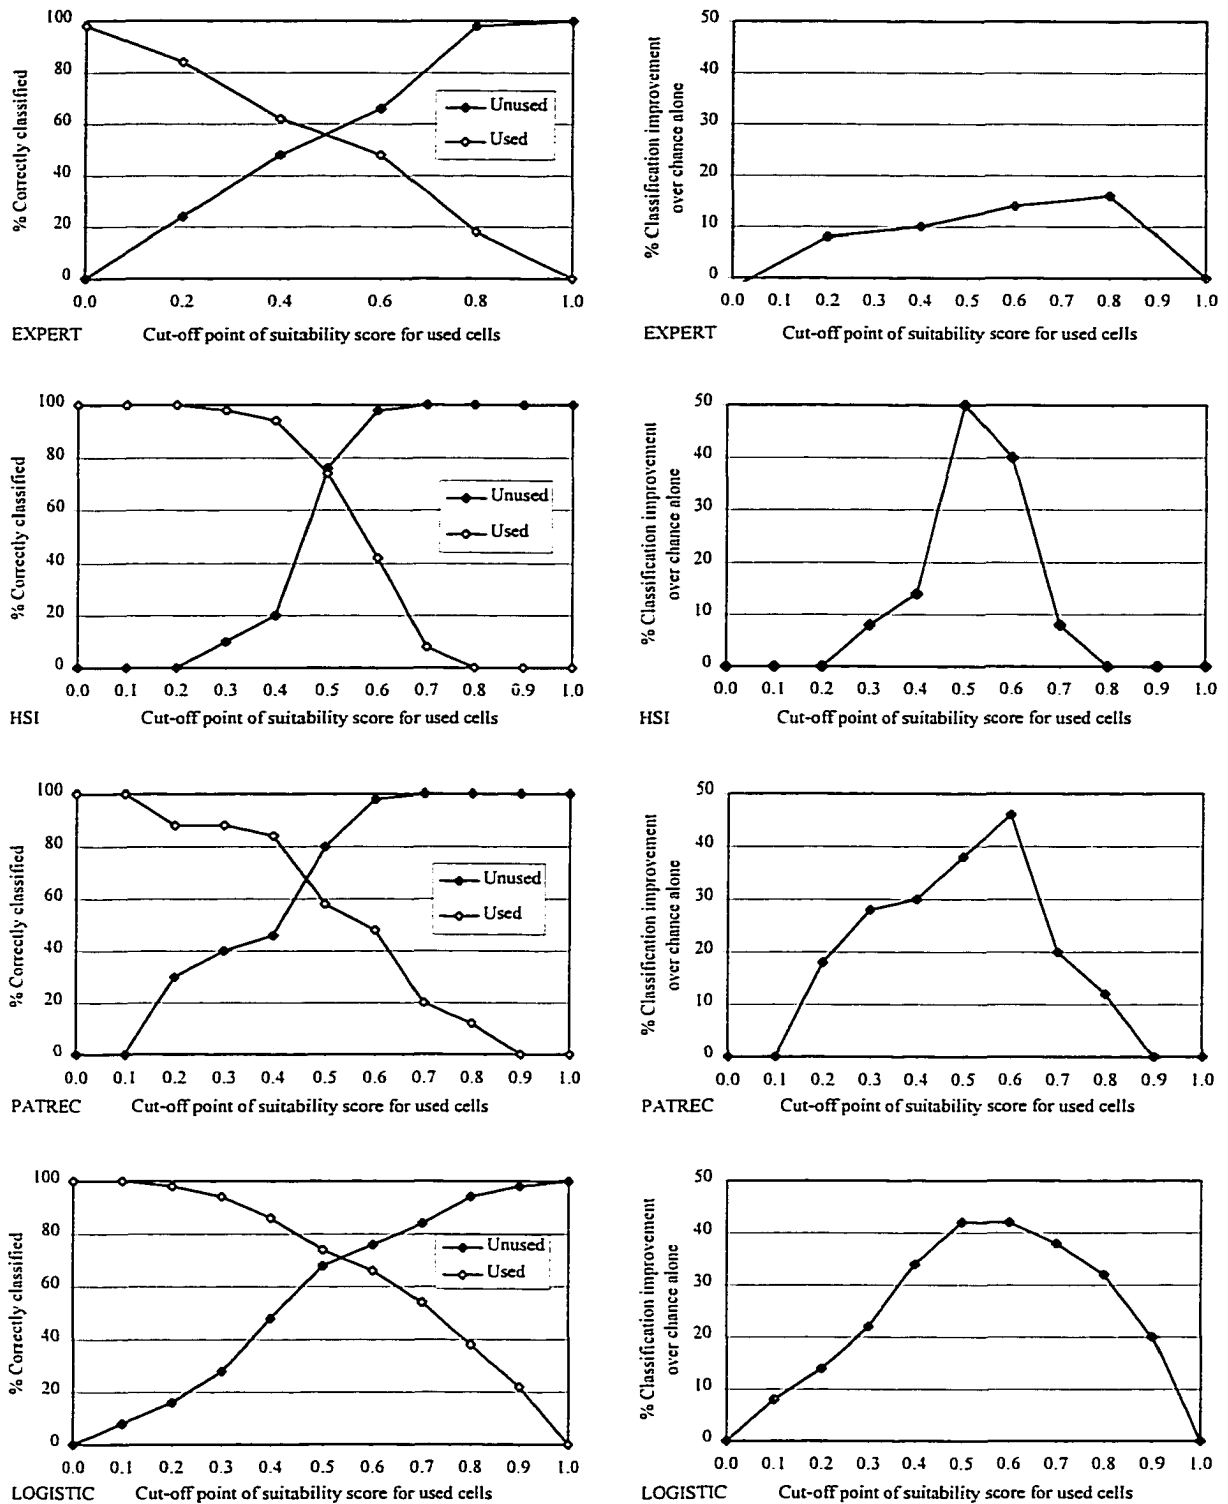 100
80
60
40
20
0
% Correctly classified
Unused
Used
0.0 0.2 0.4 0.6 0.8 1.0
EXPERT Cut-off point of suitability score for used cells
50
40
30
20
10
0
% Classification improvement
over chance alone
0.0 0.2 0.3 0.4 0.5 0.6 0.8 0.9 1.0
EXPERT Cut-off point of suitability score for used cells
100
80
60
40
20
0
% Correctly classified
Unused
Used
0.0 0.1 0.2 0.3 0.4 0.5 0.6 0.7 0.8 0.9 1.0
HSI Cut-off point of suitability score for used cells
50
40
30
20
10
0
% Classification improvement
over chance alone
0.0 0.1 0.2 0.3 0.4 0.5 0.6 0.7 0.8 0.9 1.0
HSI Cut-off point of suitability score for used cells
100
80
60
40
20
0
% Correctly classified
Unused
Used
0.0 0.1 0.2 0.3 0.4 0.5 0.6 0.7 0.8 0.9 1.0
PATREC Cut-off point of suitability score for used cells
50
40
30
20
10
0
% Classification improvement
over chance alone
0.0 0.1 0.2 0.3 0.4 0.5 0.6 0.7 0.8 0.9 1.0
PATREC Cut-off point of suitability score for used cells
100
80
60
40
20
0
% Correctly classified
Unused
Used
0.0 0.1 0.2 0.3 0.4 0.5 0.6 0.7 0.8 0.9 1.0
LOGISTIC Cut-off point of suitability score for used cells
50
40
30
20
10
0
% Classification improvement
over chance alone
0.0 0.1 0.2 0.3 0.4 0.5 0.6 0.7 0.8 0.9 1.0
LOGISTIC Cut-off point of suitability score for used cells